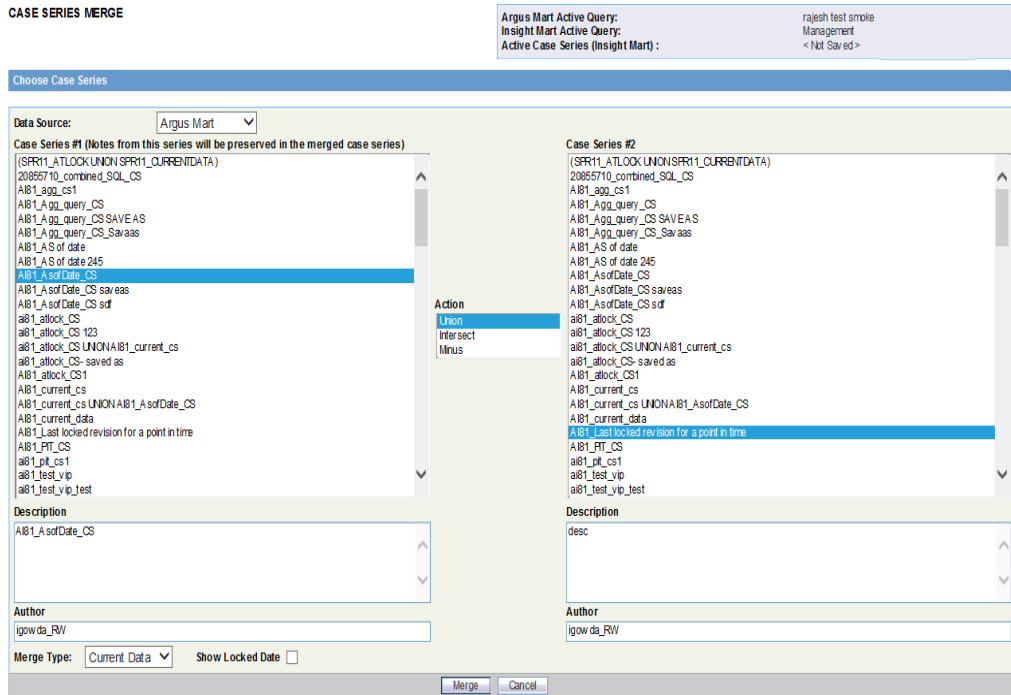 CASE SERIES MERGE
Argus Mart Active Query: rajesh test smoke
Insight Mart Active Query: Management
Active Case Series (Insight Mart) : < Not Saved >
Choose Case Series
Data Source: Argus Mart
Case Series #1 (Notes from this series will be preserved in the merged case series)
(SPR11_ATLOCK UNION SPR11_CURRENTDATA)
20855710_combined_SQL_CS
AI81_agg_cs1
AI81_Agg_query_CS
AI81_Agg_query_CS SAVE AS
AI81_Agg_query_CS_Savaas
AI81_AS of date
AI81_AS of date 245
AI81_AsofDate_CS
AI81_AsofDate_CS saveas
AI81_AsofDate_CS sdf
ai81_atlock_CS
ai81_atlock_CS 123
ai81_atlock_CS UNION AI81_current_cs
ai81_atlock_CS- saved as
AI81_atlock_CS1
AI81_current_cs
AI81_current_cs UNION AI81_AsofDate_CS
AI81_current_data
AI81_Last locked revision for a point in time
AI81_PIT_CS
ai81_pit_cs1
ai81_test_vip
ai81_test_vip_test
Action
Union
Intersect
Minus
Case Series #2
(SPR11_ATLOCK UNION SPR11_CURRENTDATA)
20855710_combined_SQL_CS
AI81_agg_cs1
AI81_Agg_query_CS
AI81_Agg_query_CS SAVE AS
AI81_Agg_query_CS_Savaas
AI81_AS of date
AI81_AS of date 245
AI81_AsofDate_CS
AI81_AsofDate_CS saveas
AI81_AsofDate_CS sdf
ai81_atlock_CS
ai81_atlock_CS 123
ai81_atlock_CS UNION AI81_current_cs
ai81_atlock_CS- saved as
AI81_atlock_CS1
AI81_current_cs
AI81_current_cs UNION AI81_AsofDate_CS
AI81_current_data
AI81_Last locked revision for a point in time
AI81_PIT_CS
ai81_pit_cs1
ai81_test_vip
ai81_test_vip_test
Description
AI81_AsofDate_CS
Description
desc
Author
igowda_RW
Author
igowda_RW
Merge Type: Current Data Show Locked Date
Merge Cancel